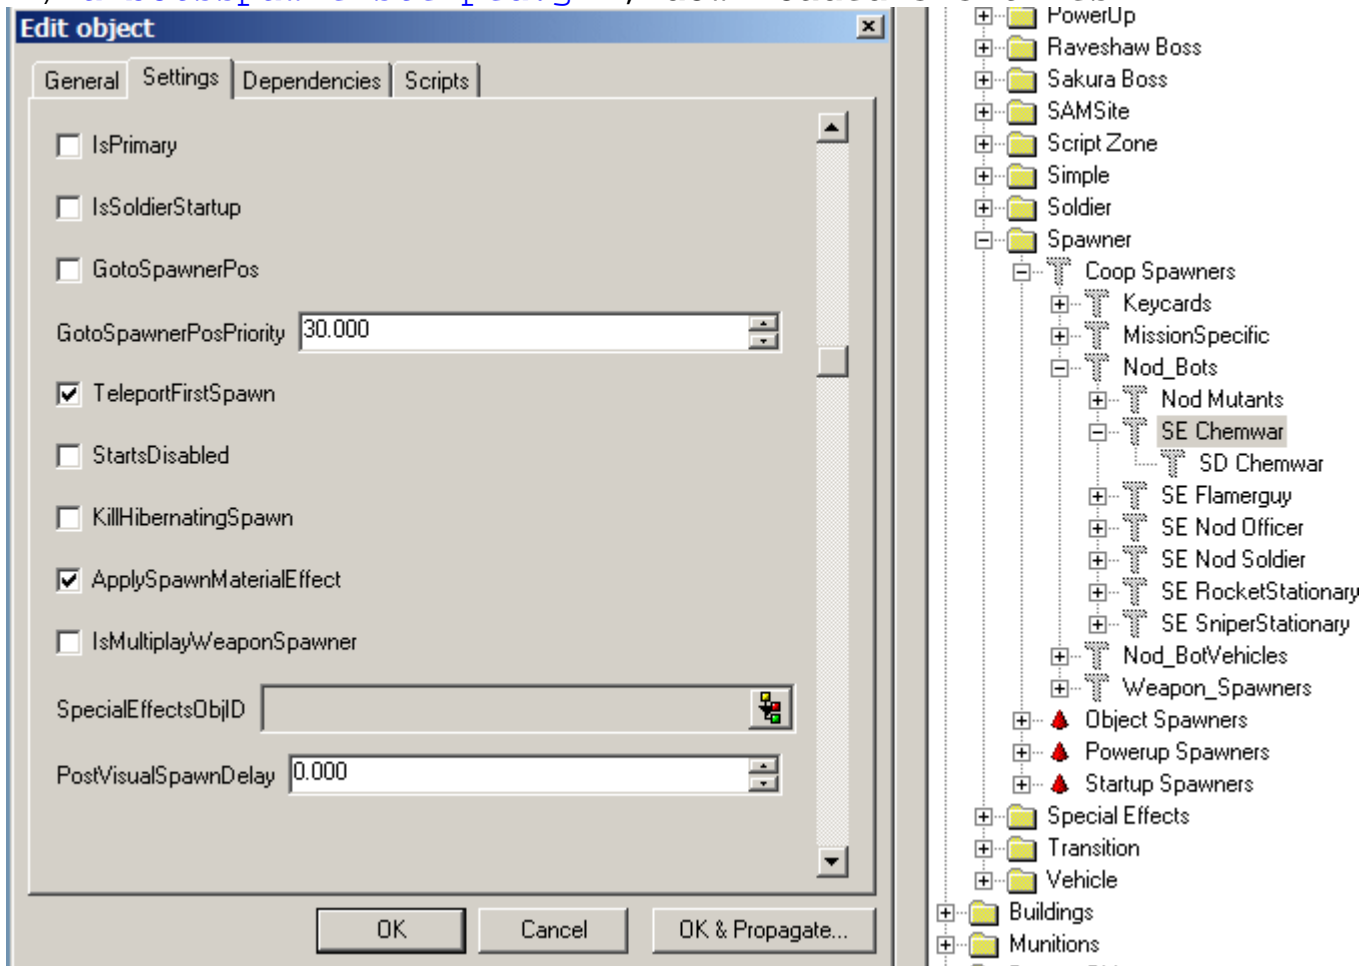 Edit object
General
Settings
Dependencies
Scripts
IsPrimary
IsSoldierStartup
GotoSpawnerPos
GotoSpawnerPosPriority 30.000
TeleportFirstSpawn
StartsDisabled
KillHibernatingSpawn
ApplySpawnMaterialEffect
IsMultiplayWeaponSpawner
SpecialEffectsObjID
PostVisualSpawnDelay 0.000
OK
Cancel
OK & Propagate...
PowerUp
Raveshaw Boss
Sakura Boss
SAMSite
Script Zone
Simple
Soldier
Spawner
Coop Spawners
Keycards
MissionSpecific
Nod_Bots
Nod Mutants
SE Chemwar
SD Chemwar
SE Flamerguy
SE Nod Officer
SE Nod Soldier
SE RocketStationary
SE SniperStationary
Nod_BotVehicles
Weapon_Spawners
Object Spawners
Powerup Spawners
Startup Spawners
Special Effects
Transition
Vehicle
Buildings
Munitions